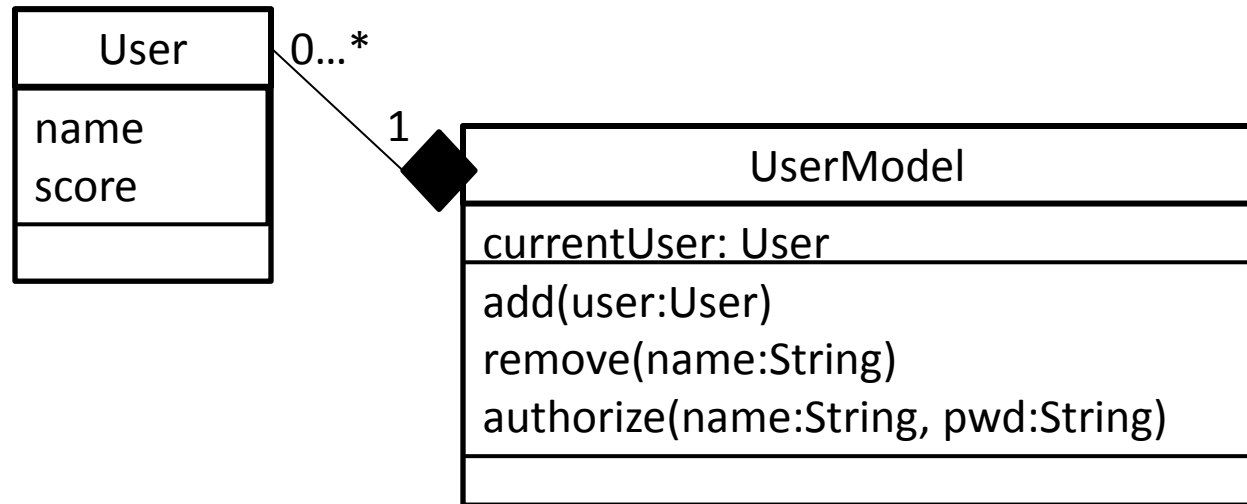 User
0...*
name
score
1
UserModel
currentUser: User
add(user:User)
remove(name:String)
authorize(name:String, pwd:String)